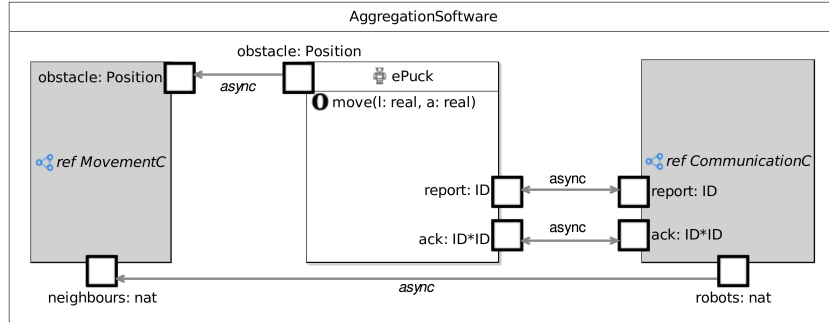 AggregationSoftware
obstacle: Position
obstacle: Position
async
ePuck
move(l: real, a: real)
ref MovementC
ref CommunicationC
report: ID
async
report: ID
ack: ID*ID
async
ack: ID*ID
async
neighbours: nat
robots: nat